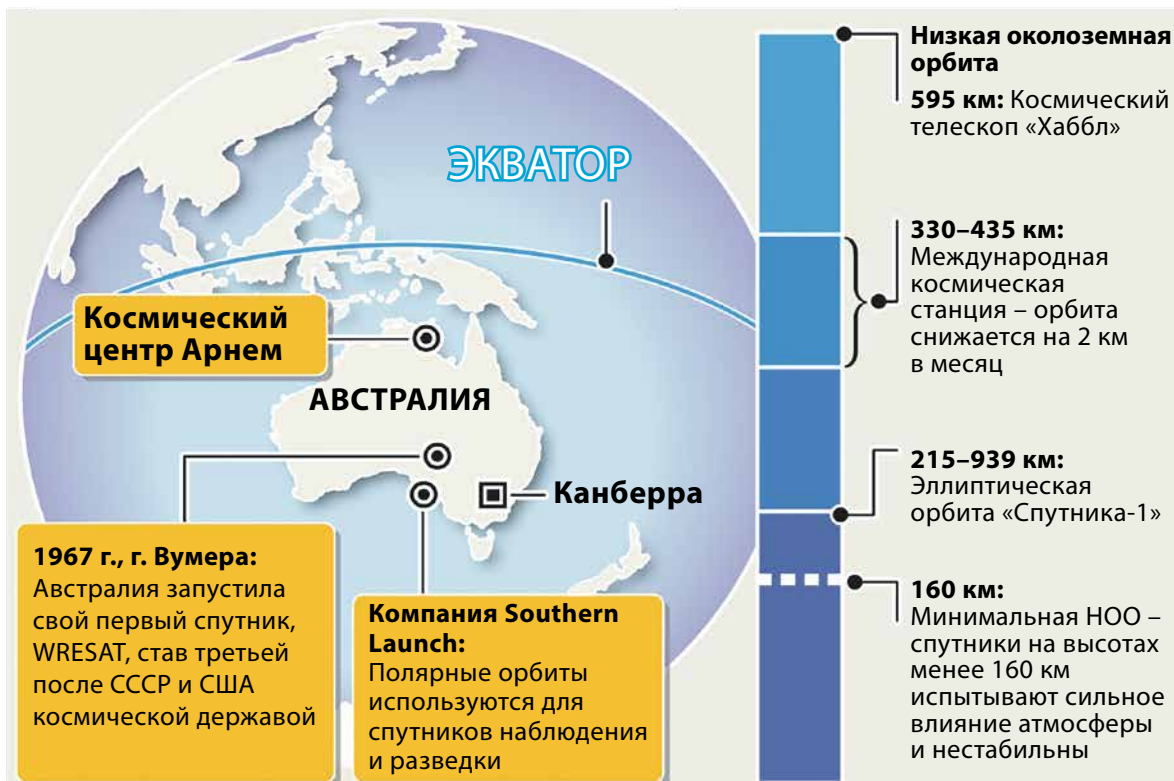 ЭКВАТОР
Космический
центр Арнем
АВСТРАЛИЯ
Канберра
1967 г., г. Вумера:
Австралия запустила
свой первый спутник,
WRESAT, став третьей
после СССР и США
космической державой
Компания Southern
Launch:
Полярные орбиты
используются для
спутников наблюдения
и разведки
Низкая околоземная
орбита
595 км: Космический
телескоп «Хаббл»
330–435 км:
Международная
космическая
станция – орбита
снижается на 2 км
в месяц
215–939 км:
Эллиптическая
орбита «Спутника-1»
160 км:
Минимальная НОО –
спутники на высотах
менее 160 км
испытывают сильное
влияние атмосферы
и нестабильны